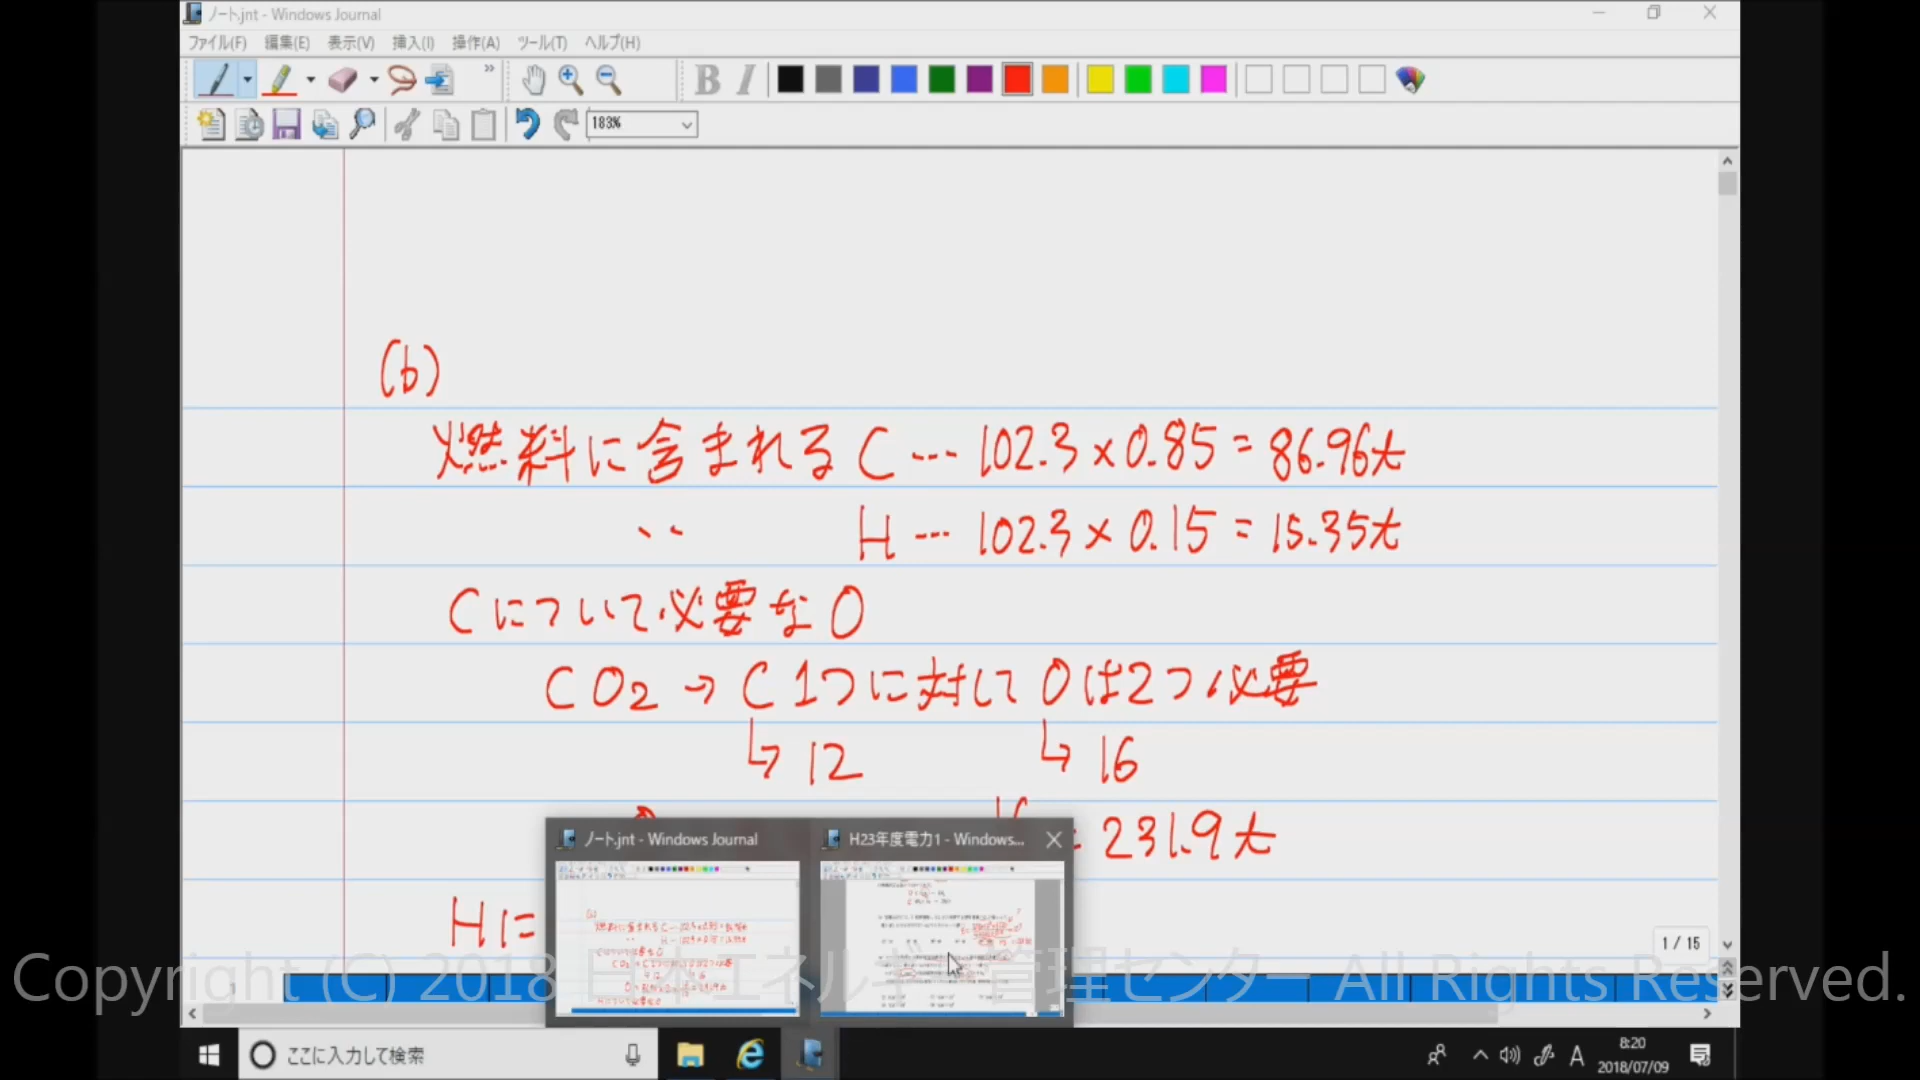 ノート.jnt - Windows Journal
ファイル(F) 編集(E) 表示(V) 挿入(I) 操作(A) ツール(T) ヘルプ(H)
B I
183%
(b)
燃料に含まれる C … 102.3×0.85=86.96t
〃 H … 102.3×0.15=15.35t
Cについて必要なO
CO2→C1つに対してOは2つ必要
↳12 ↳16
= 231.9t
Hに
ノート.jnt - Windows Journal
H23年度電力1 - Windows...
1 / 15
Copyright (C) 2018 日本エネルギー管理センター All Rights Reserved.
ここに入力して検索
A
8:20
2018/07/09